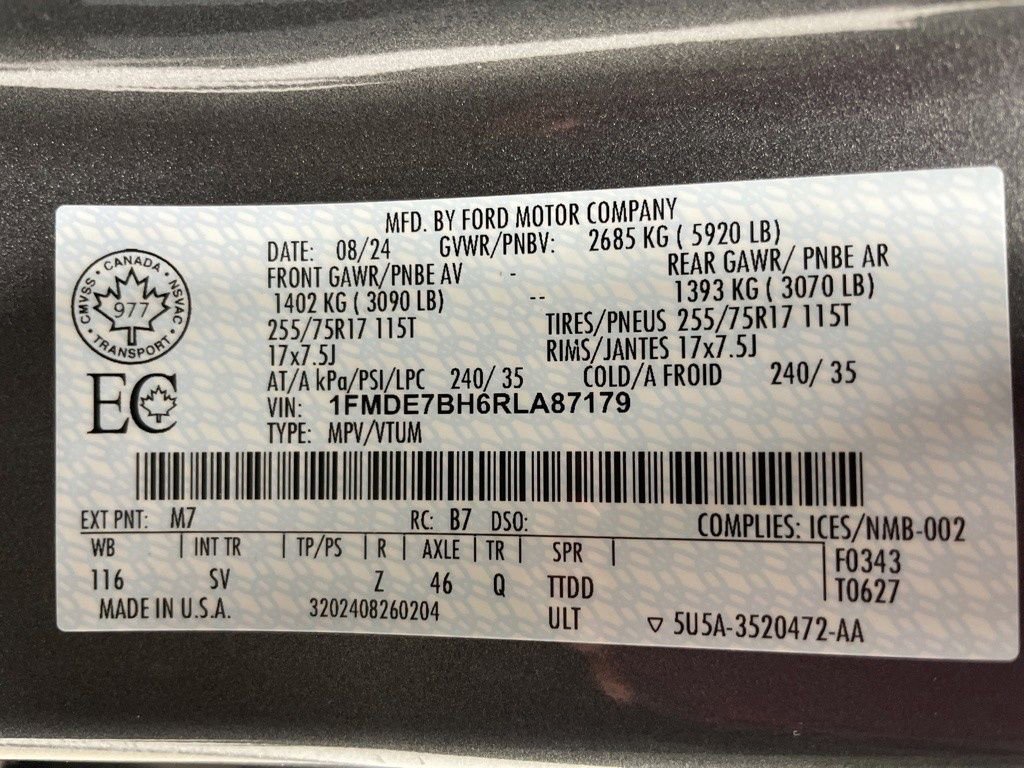 MFD. BY FORD MOTOR COMPANY
DATE: 08/24 GVWR/PNBV: 2685 KG ( 5920 LB)
FRONT GAWR/PNBE AV - REAR GAWR/ PNBE AR
1402 KG ( 3090 LB) -- 1393 KG ( 3070 LB)
255/75R17 115T TIRES/PNEUS 255/75R17 115T
17x7.5J RIMS/JANTES 17x7.5J
AT/A kPa/PSI/LPC 240/ 35 COLD/A FROID 240/ 35
VIN: 1FMDE7BH6RLA87179
TYPE: MPV/VTUM
CANADA
CMVSS NSVAC
977
TRANSPORT
EC
EXT PNT: M7 RC: B7 DSO: COMPLIES: ICES/NMB-002
WB | INT TR | TP/PS | R | AXLE | TR | SPR | F0343
116 SV Z 46 Q TTDD T0627
MADE IN U.S.A. 3202408260204 ULT ▽ 5U5A-3520472-AA